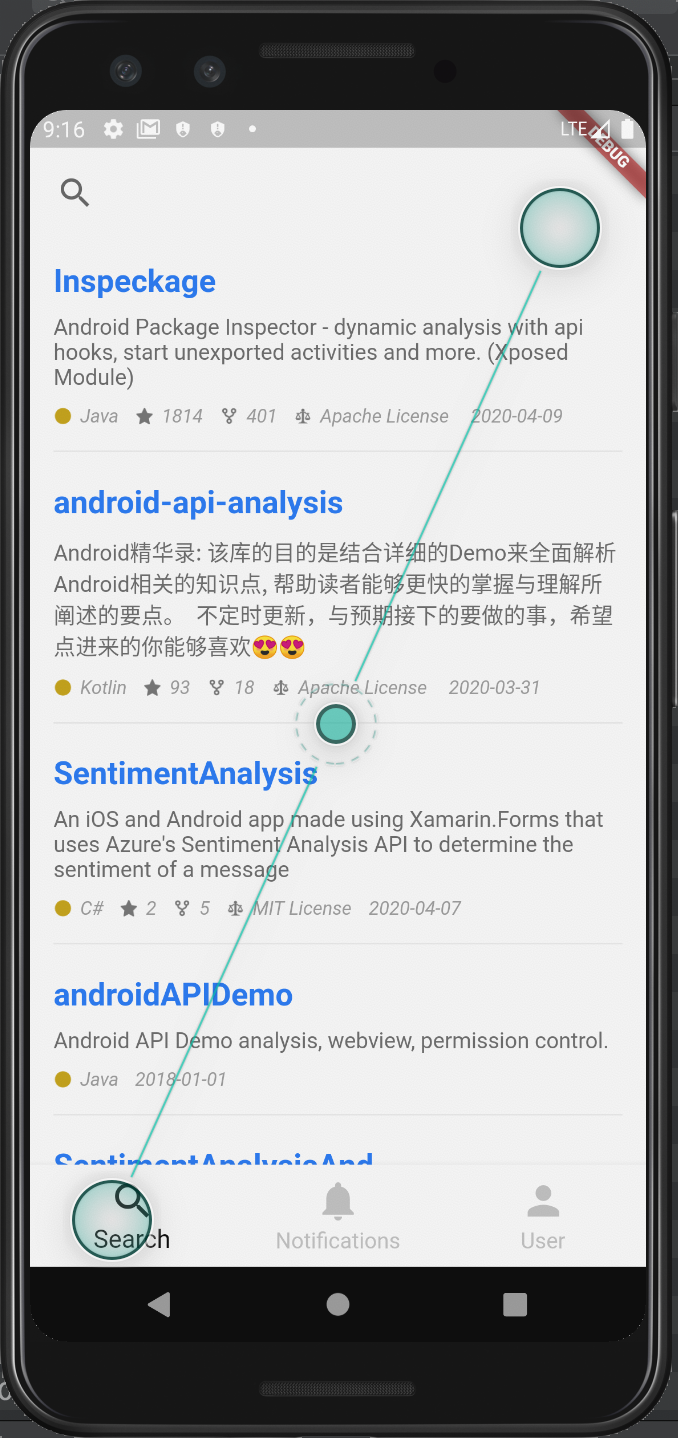 9:16 LTE
DEBUG
Inspeckage
Android Package Inspector - dynamic analysis with api
hooks, start unexported activities and more. (Xposed
Module)
Java 1814 401 Apache License 2020-04-09
android-api-analysis
Android精华录: 该库的目的是结合详细的Demo来全面解析
Android相关的知识点, 帮助读者能够更快的掌握与理解所
阐述的要点。 不定时更新，与预期接下的要做的事，希望
点进来的你能够喜欢😍😍
Kotlin 93 18 Apache License 2020-03-31
SentimentAnalysis
An iOS and Android app made using Xamarin.Forms that
uses Azure's Sentiment Analysis API to determine the
sentiment of a message
C# 2 5 MIT License 2020-04-07
androidAPIDemo
Android API Demo analysis, webview, permission control.
Java 2018-01-01
SentimentAnalysisAnd
Search Notifications User